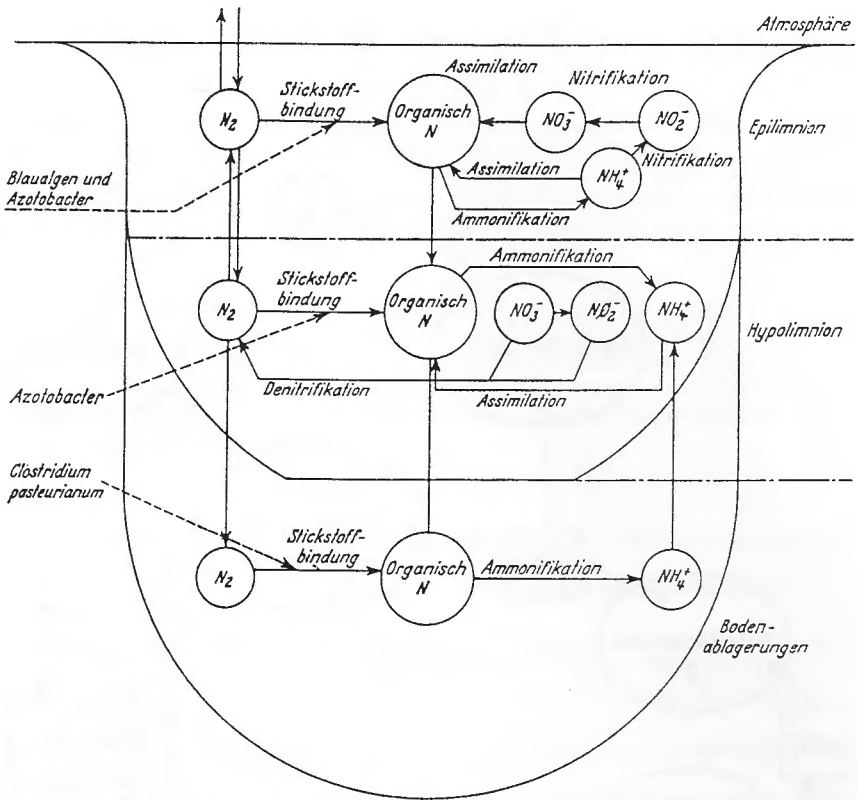 Atmosphäre
Assimilation
Stickstoff-
bindung
Nitrifikation
N₂
Organisch
N
NO₃⁻
NO₂⁻
Epilimnion
Nitrifikation
Assimilation
NH₄⁺
Blaualgen und
Azotobacter
Ammonifikation
Ammonifikation
Stickstoff-
bindung
N₂
Organisch
N
NO₃⁻
NO₂⁻
NH₄⁺
Hypolimnion
Denitrifikation
Azotobacter
Assimilation
Clostridium
pasteurianum
Stickstoff-
bindung
N₂
Organisch
N
Ammonifikation
NH₄⁺
Boden-
ablagerungen